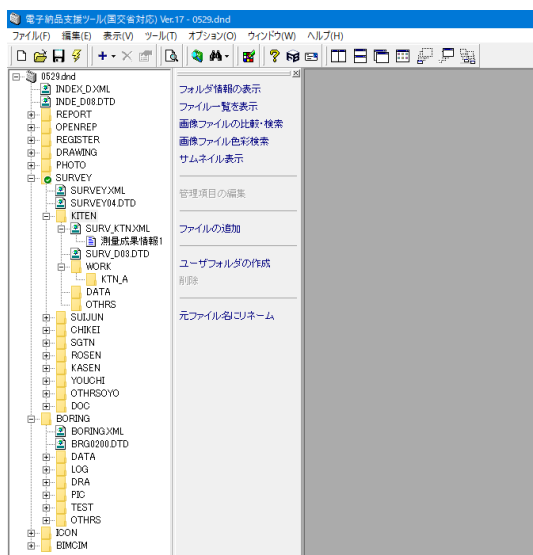 電子納品支援ツール(国交省対応) Ver.17 - 0529.dnd
ファイル(F) 編集(E) 表示(V) ツール(T) オプション(O) ウィンドウ(W) ヘルプ(H)
0529.dnd
INDEX_D.XML
INDE_D08.DTD
REPORT
OPENREP
REGISTER
DRAWING
PHOTO
SURVEY
SURVEY.XML
SURVEY04.DTD
KITEN
SURV_KTN.XML
測量成果情報1
SURV_D03.DTD
WORK
KTN_A
DATA
OTHRS
SUIJUN
CHIKEI
SGTN
ROSEN
KASEN
YOUCHI
OTHRSOYO
DOC
BORING
BORING.XML
BRG0200.DTD
DATA
LOG
DRA
PIC
TEST
OTHRS
ICON
BIMCIM
フォルダ情報の表示
ファイル一覧を表示
画像ファイルの比較・検索
画像ファイル色彩検索
サムネイル表示
管理項目の編集
ファイルの追加
ユーザフォルダの作成
削除
元ファイル名にリネーム